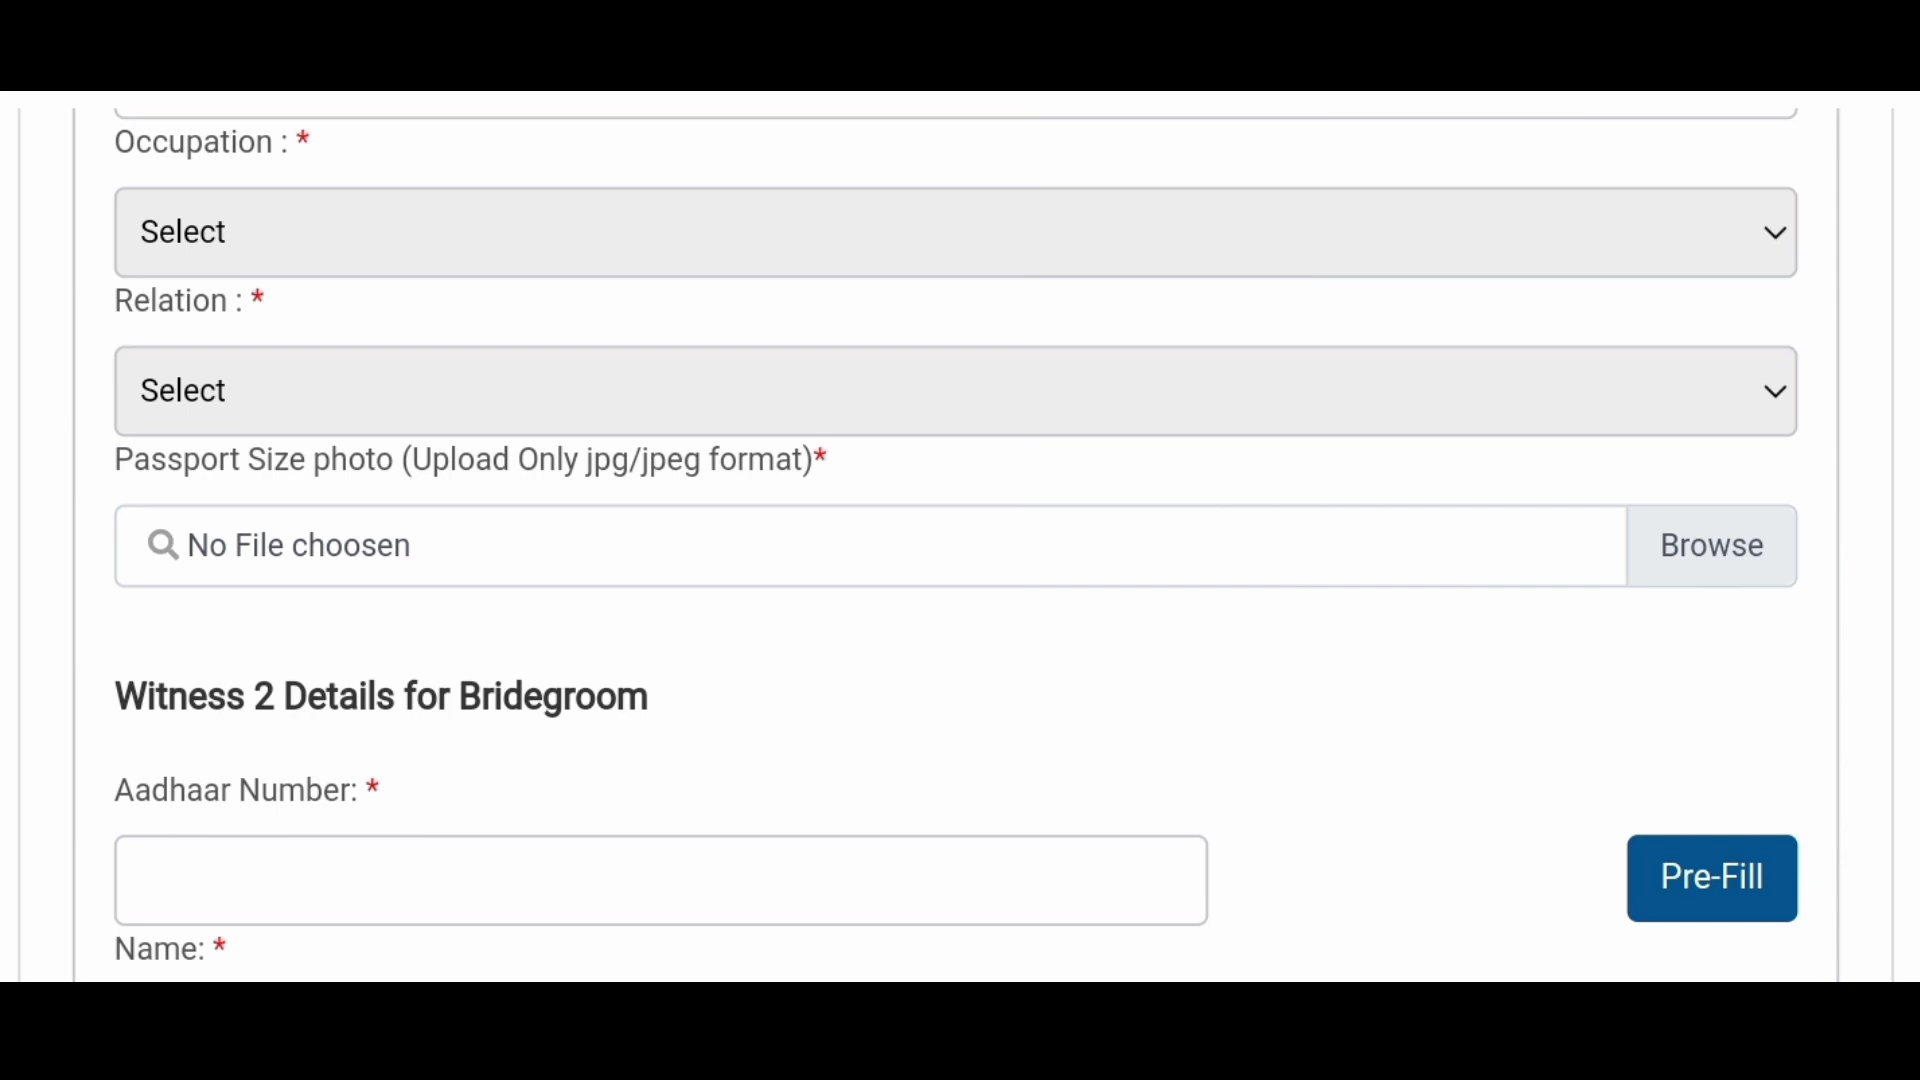 Occupation : *
Select
Relation : *
Select
Passport Size photo (Upload Only jpg/jpeg format)*
No File choosen
Browse
Witness 2 Details for Bridegroom
Aadhaar Number: *
Pre-Fill
Name: *